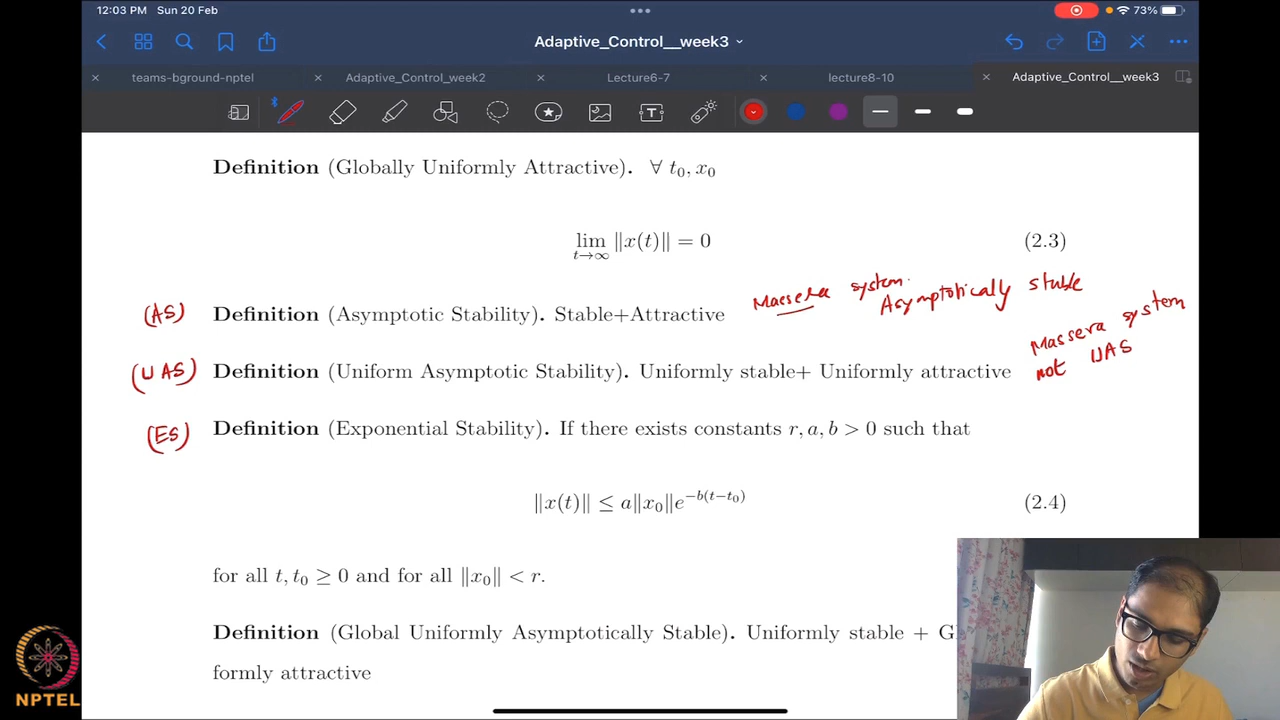 12:03 PM Sun 20 Feb
73%
Adaptive_Control__week3
teams-bground-nptel
Adaptive_Control_week2
Lecture6-7
lecture8-10
Adaptive_Control__week3
Definition (Globally Uniformly Attractive). ∀ t₀, x₀
lim t→∞ ‖x(t)‖ = 0 (2.3)
(AS) Definition (Asymptotic Stability). Stable+Attractive
Massera system. Asymptotically stable
(UAS) Definition (Uniform Asymptotic Stability). Uniformly stable+ Uniformly attractive
Massera system
not UAS
(ES) Definition (Exponential Stability). If there exists constants r, a, b > 0 such that
‖x(t)‖ ≤ a‖x₀‖e^{−b(t−t₀)} (2.4)
for all t, t₀ ≥ 0 and for all ‖x₀‖ < r.
Definition (Global Uniformly Asymptotically Stable). Uniformly stable + G
formly attractive
NPTEL